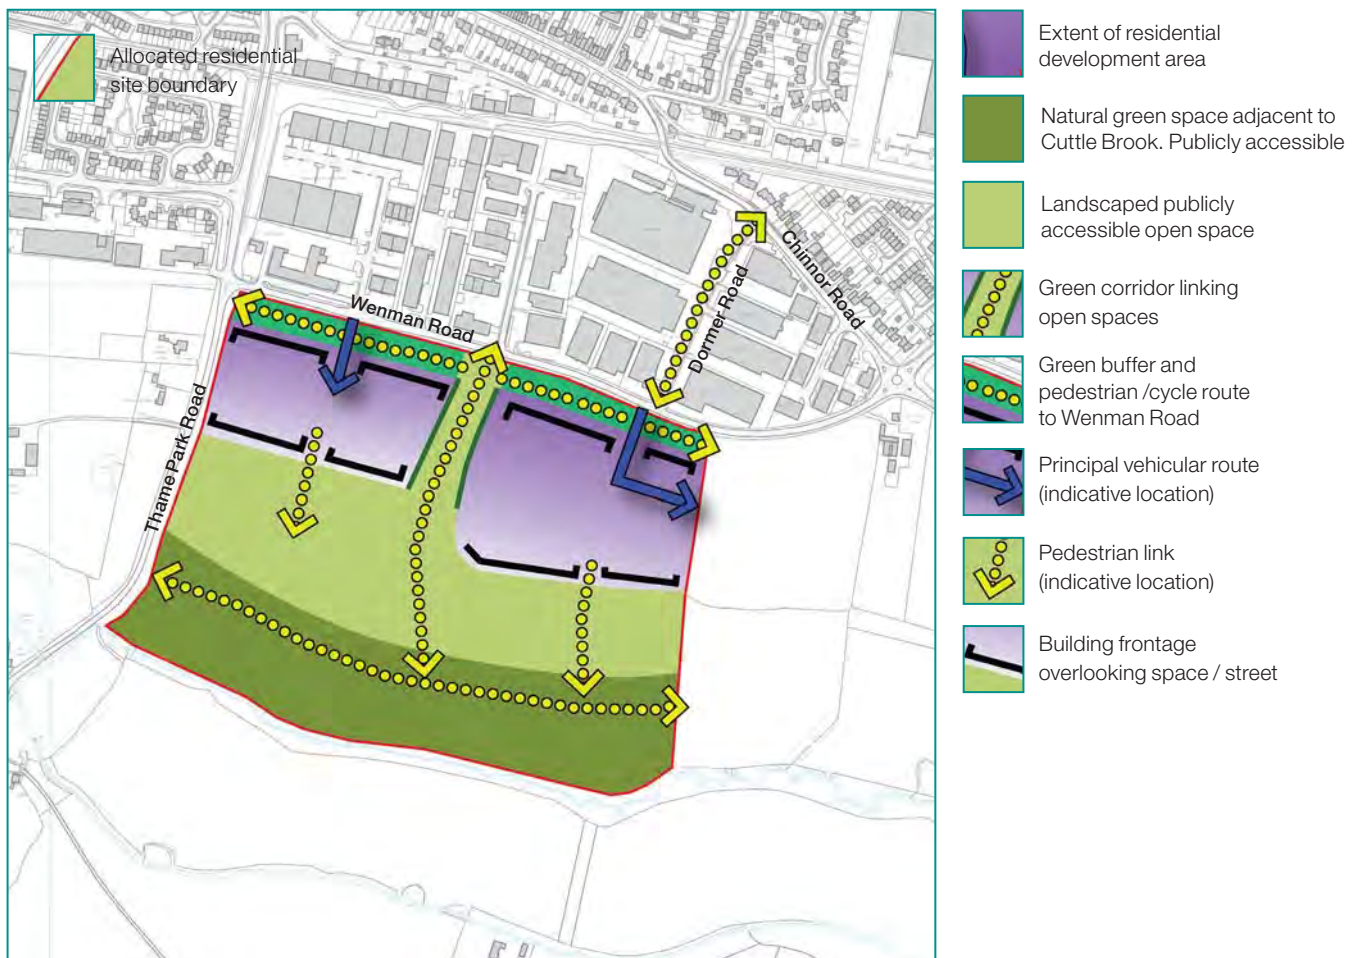 Allocated residential
site boundary
Wenman Road
Dormer Road
Chinnor Road
Thame Park Road
Extent of residential
development area
Natural green space adjacent to
Cuttle Brook. Publicly accessible
Landscaped publicly
accessible open space
Green corridor linking
open spaces
Green buffer and
pedestrian /cycle route
to Wenman Road
Principal vehicular route
(indicative location)
Pedestrian link
(indicative location)
Building frontage
overlooking space / street